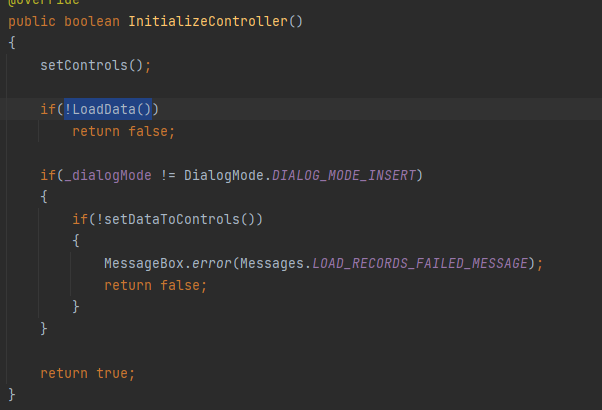 @Override
public boolean InitializeController()
{
setControls();
if(!LoadData())
return false;
if(_dialogMode != DialogMode.DIALOG_MODE_INSERT)
{
if(!setDataToControls())
{
MessageBox.error(Messages.LOAD_RECORDS_FAILED_MESSAGE);
return false;
}
}
return true;
}